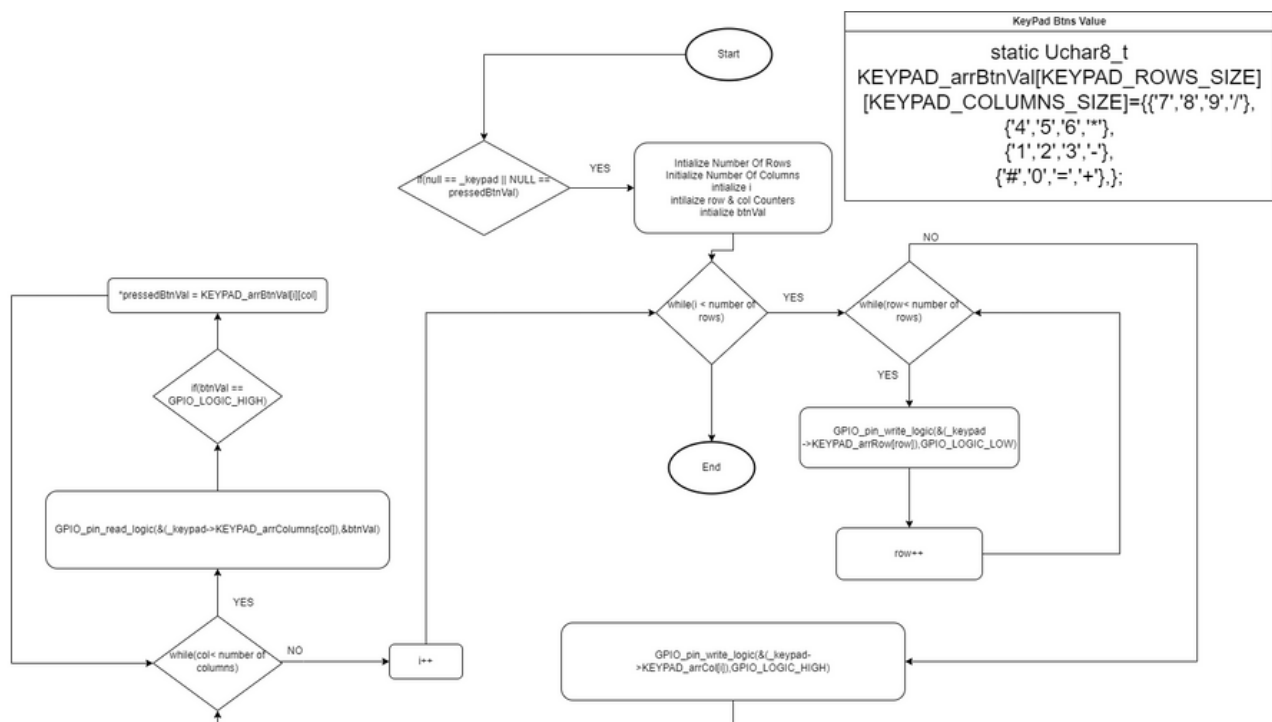 Start
KeyPad Btns Value
static Uchar8_t
KEYPAD_arrBtnVal[KEYPAD_ROWS_SIZE]
[KEYPAD_COLUMNS_SIZE]={{'7','8','9','/'},
{'4','5','6','*'},
{'1','2','3','-'},
{'#','0','=','+'},};
if(null == _keypad || NULL ==
pressedBtnVal)
YES
Intialize Number Of Rows
Initilize Number Of Columns
intialize i
intilaize row & col Counters
intialize btnVal
while(i < number of
rows)
YES
while(row< number of
rows)
NO
YES
GPIO_pin_write_logic(&(_keypad
->KEYPAD_arrRow[row]),GPIO_LOGIC_LOW)
row++
End
*pressedBtnVal = KEYPAD_arrBtnVal[i][col]
if(btnVal ==
GPIO_LOGIC_HIGH)
GPIO_pin_read_logic(&(_keypad->KEYPAD_arrColumns[col]),&btnVal)
YES
while(col< number of
columns)
NO
i++
GPIO_pin_write_logic(&(_keypad-
>KEYPAD_arrCol[i]),GPIO_LOGIC_HIGH)